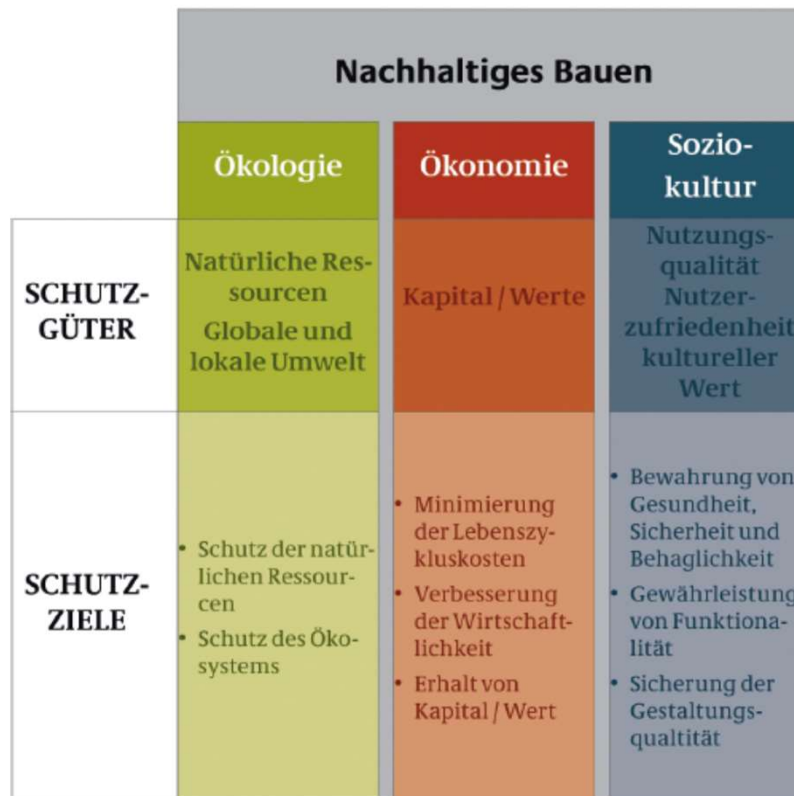 Nachhaltiges Bauen
Ökologie
Ökonomie
Sozio-
kultur
SCHUTZ-
GÜTER
Natürliche Res-
sourcen
Globale und
lokale Umwelt
Kapital / Werte
Nutzungs-
qualität
Nutzer-
zufriedenheit
kultureller
Wert
SCHUTZ-
ZIELE
• Schutz der natür-
lichen Ressour-
cen
• Schutz des Öko-
systems
• Minimierung
der Lebenszy-
kluskosten
• Verbesserung
der Wirtschaft-
lichkeit
• Erhalt von
Kapital / Wert
• Bewahrung von
Gesundheit,
Sicherheit und
Behaglichkeit
• Gewährleistung
von Funktiona-
lität
• Sicherung der
Gestaltungs-
qualtität